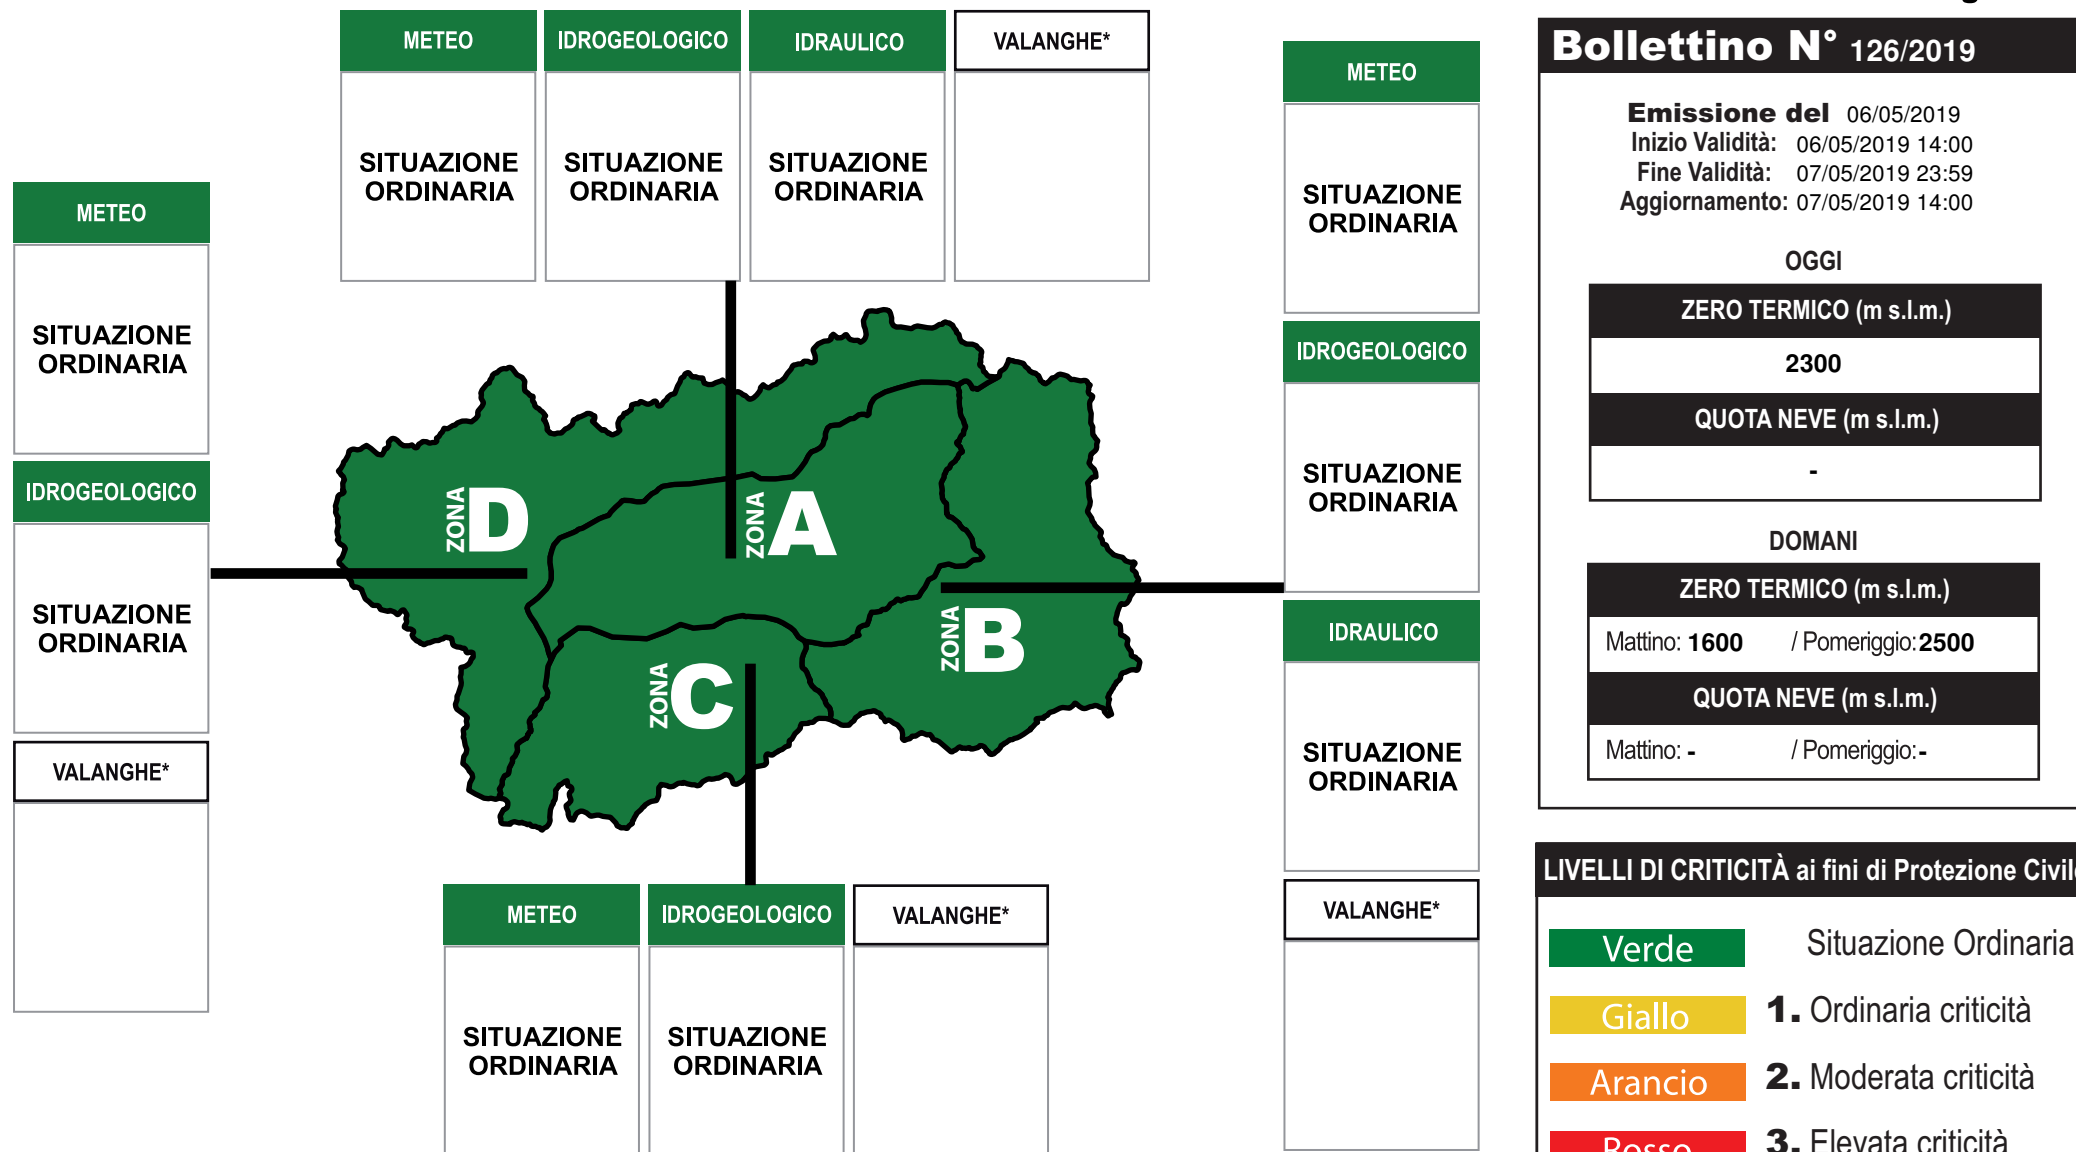 METEO
IDROGEOLOGICO
IDRAULICO
VALANGHE*
SITUAZIONE
ORDINARIA
SITUAZIONE
ORDINARIA
SITUAZIONE
ORDINARIA
METEO
SITUAZIONE
ORDINARIA
IDROGEOLOGICO
SITUAZIONE
ORDINARIA
VALANGHE*
ZONA D
ZONA A
ZONA B
ZONA C
METEO
SITUAZIONE
ORDINARIA
IDROGEOLOGICO
SITUAZIONE
ORDINARIA
IDRAULICO
SITUAZIONE
ORDINARIA
VALANGHE*
METEO
IDROGEOLOGICO
VALANGHE*
SITUAZIONE
ORDINARIA
SITUAZIONE
ORDINARIA
Bollettino N° 126/2019
Emissione del 06/05/2019
Inizio Validità: 06/05/2019 14:00
Fine Validità: 07/05/2019 23:59
Aggiornamento: 07/05/2019 14:00
OGGI
ZERO TERMICO (m s.l.m.)
2300
QUOTA NEVE (m s.l.m.)
-
DOMANI
ZERO TERMICO (m s.l.m.)
Mattino: 1600 / Pomeriggio: 2500
QUOTA NEVE (m s.l.m.)
Mattino: - / Pomeriggio: -
LIVELLI DI CRITICITÀ ai fini di Protezione Civile
Verde Situazione Ordinaria
Giallo 1. Ordinaria criticità
Arancio 2. Moderata criticità
Rosso 3. Elevata criticità